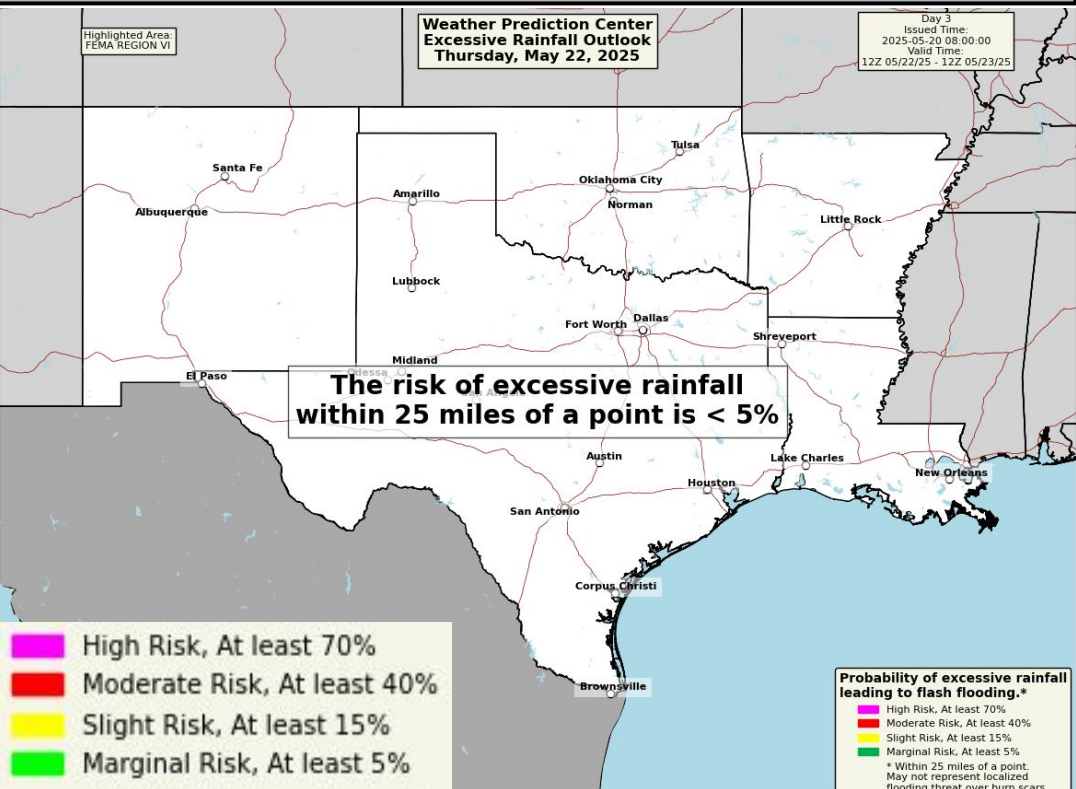 Highlighted Area:
FEMA REGION VI
Weather Prediction Center
Excessive Rainfall Outlook
Thursday, May 22, 2025
Day 3
Issued Time:
2025-05-20 08:00:00
Valid Time:
12Z 05/22/25 - 12Z 05/23/25
Tulsa
Santa Fe
Oklahoma City
Amarillo
Norman
Albuquerque
Little Rock
Lubbock
Fort Worth
Dallas
Shreveport
Midland
Odessa
El Paso
San Angelo
The risk of excessive rainfall
within 25 miles of a point is < 5%
Austin
Lake Charles
New Orleans
Houston
San Antonio
Corpus Christi
Brownsville
High Risk, At least 70%
Moderate Risk, At least 40%
Slight Risk, At least 15%
Marginal Risk, At least 5%
Probability of excessive rainfall
leading to flash flooding.*
High Risk, At least 70%
Moderate Risk, At least 40%
Slight Risk, At least 15%
Marginal Risk, At least 5%
* Within 25 miles of a point.
May not represent localized
flooding threat over burn scars